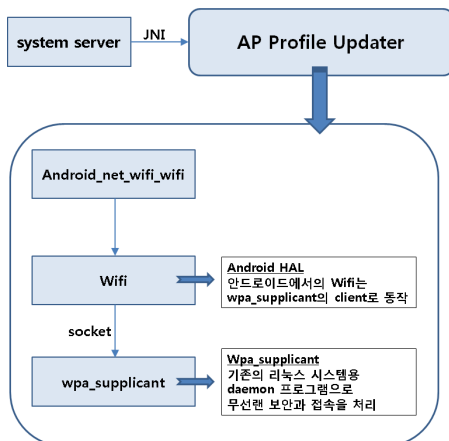 system server
JNI
AP Profile Updater
Android_net_wifi_wifi
Wifi
Android HAL
안드로이드에서의 Wifi는
wpa_supplicant의 client로 동작
socket
wpa_supplicant
Wpa_supplicant
기존의 리눅스 시스템용
daemon 프로그램으로
무선랜 보안과 접속을 처리